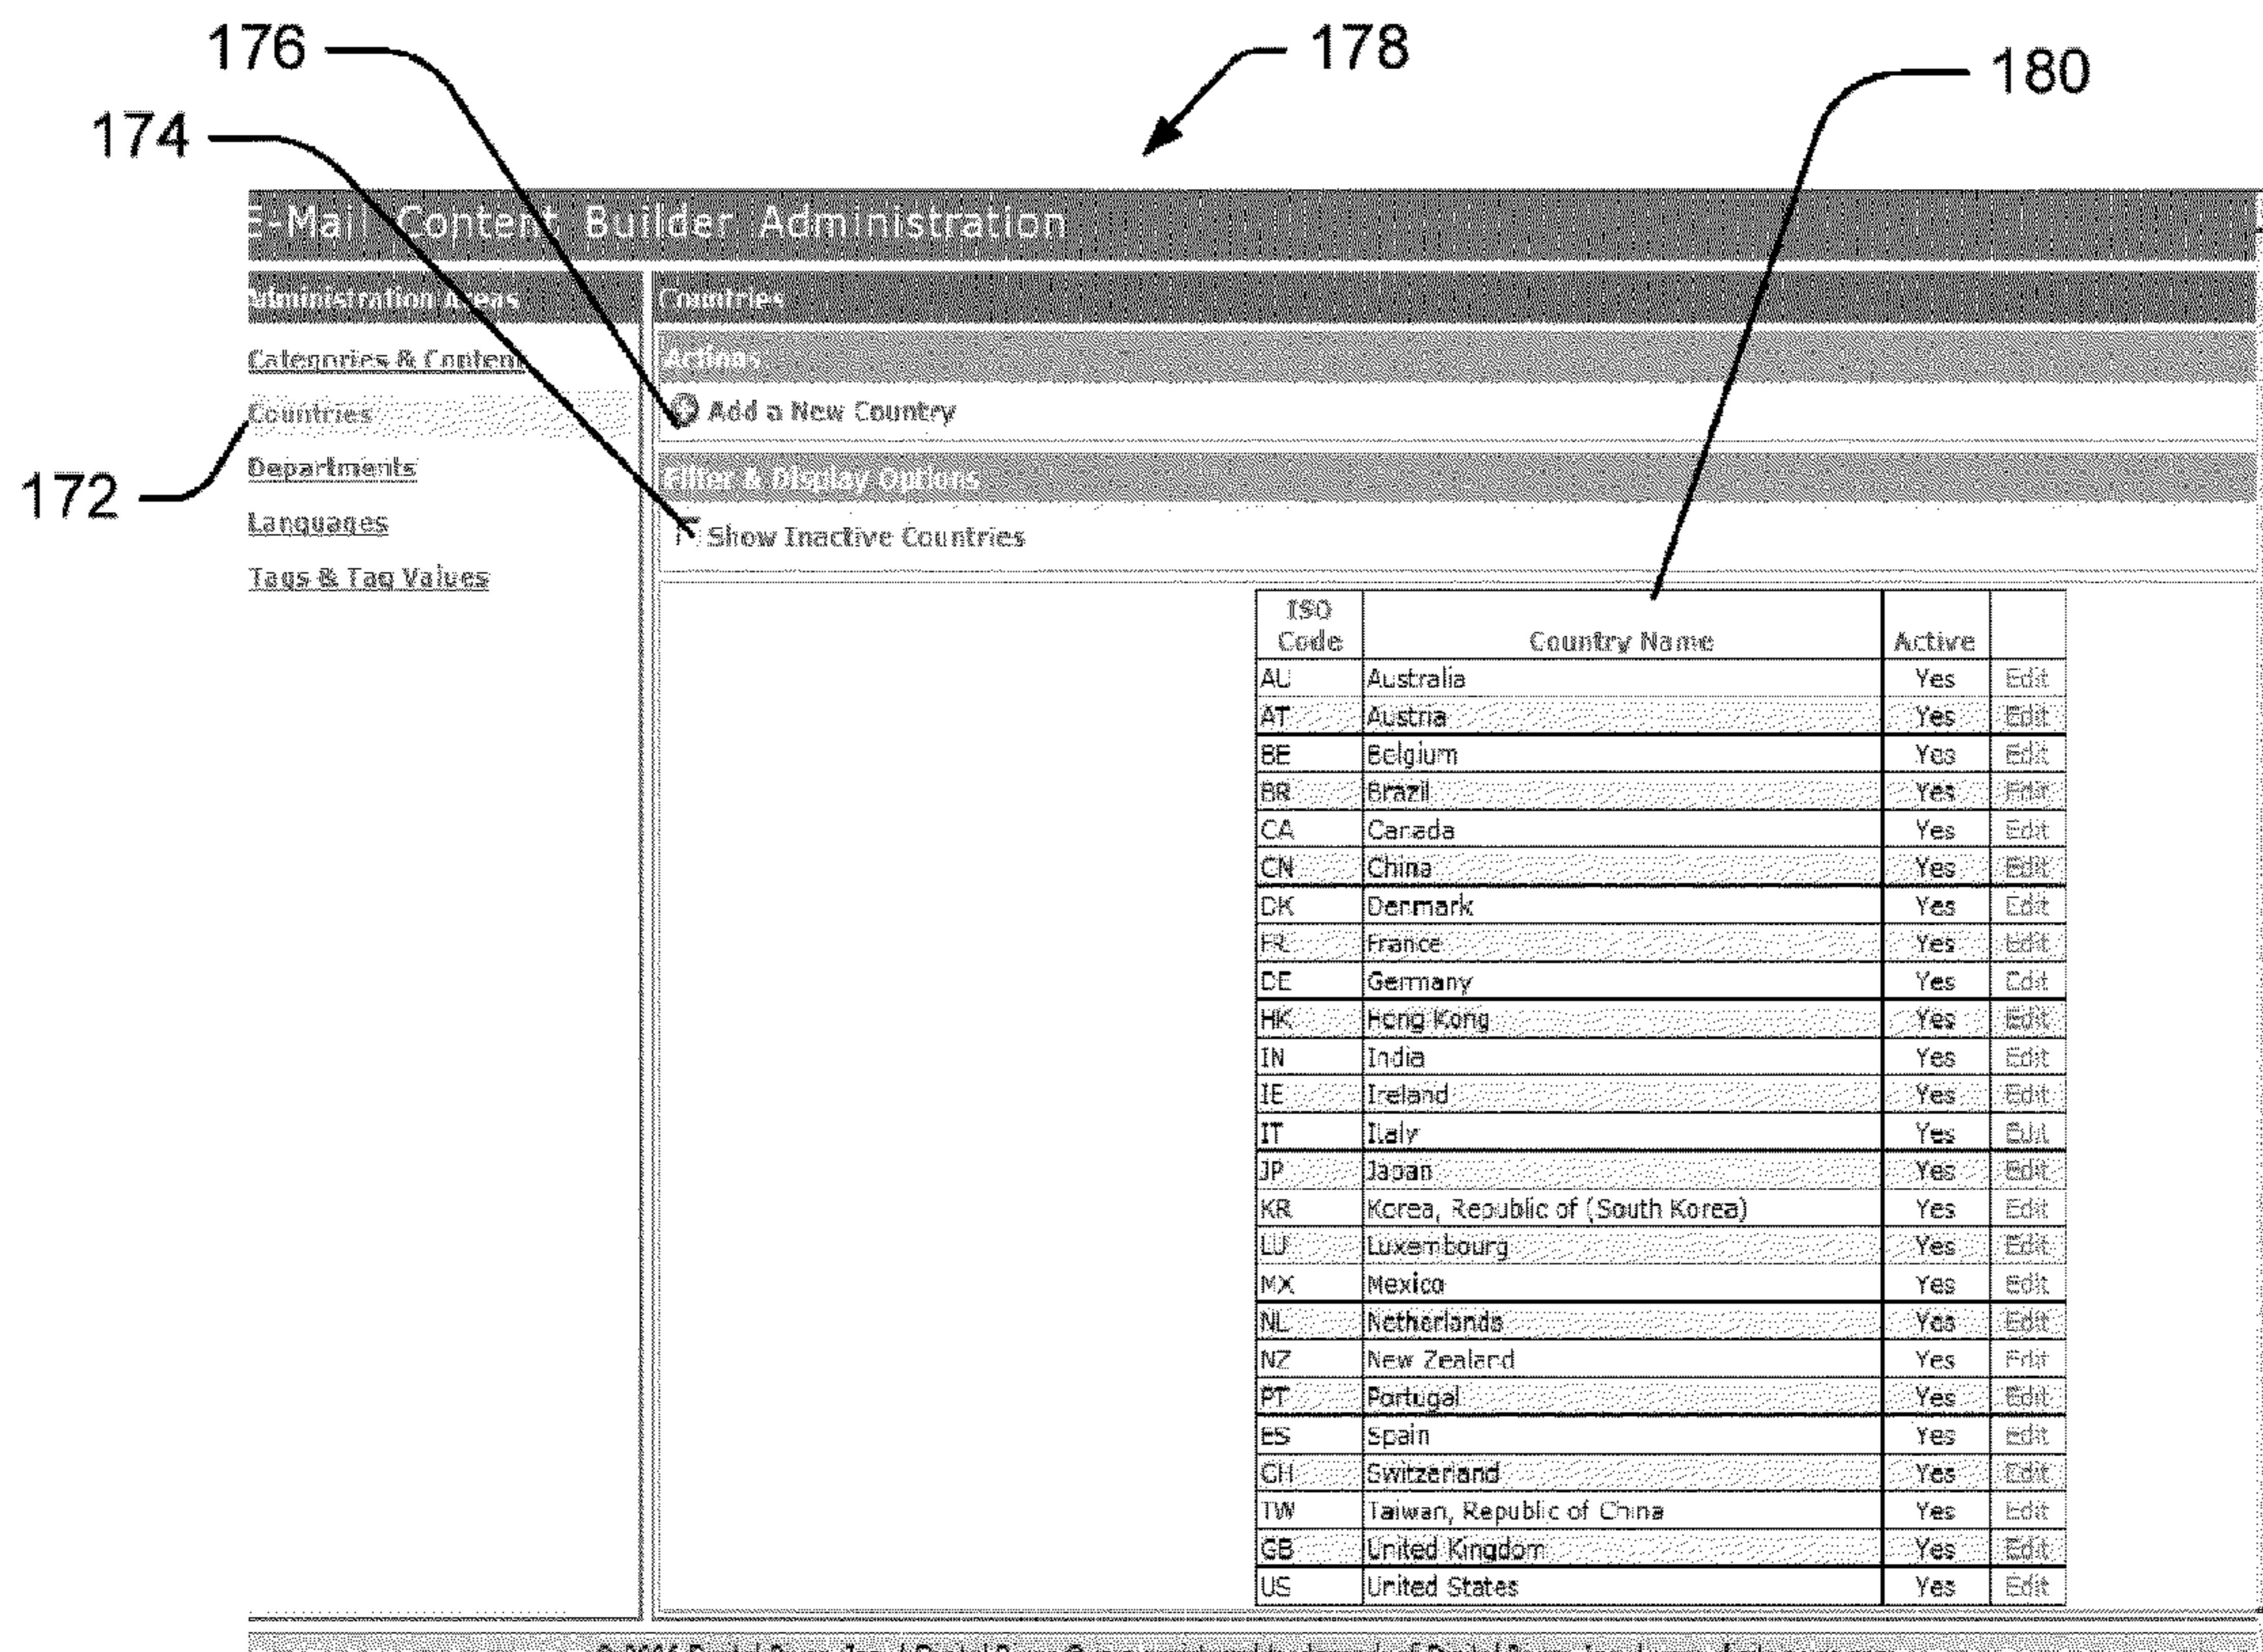 176
178
180
174
E-Mail Content Builder Administration
Administration Areas
Countries
Categories & Content
Actions
Countries
Add a New Country
Departments
Filter & Display Options
172
Languages
Show Inactive Countries
Tags & Tag Values
ISO Code Country Name Active
AU Australia Yes Edit
AT Austria Yes Edit
BE Belgium Yes Edit
BR Brazil Yes Edit
CA Canada Yes Edit
CN China Yes Edit
DK Denmark Yes Edit
FR France Yes Edit
DE Germany Yes Edit
HK Hong Kong Yes Edit
IN India Yes Edit
IE Ireland Yes Edit
IT Italy Yes Edit
JP Japan Yes Edit
KR Korea, Republic of (South Korea) Yes Edit
LU Luxembourg Yes Edit
MX Mexico Yes Edit
NL Netherlands Yes Edit
NZ New Zealand Yes Edit
PT Portugal Yes Edit
ES Spain Yes Edit
CH Switzerland Yes Edit
TW Taiwan, Republic of China Yes Edit
GB United Kingdom Yes Edit
US United States Yes Edit